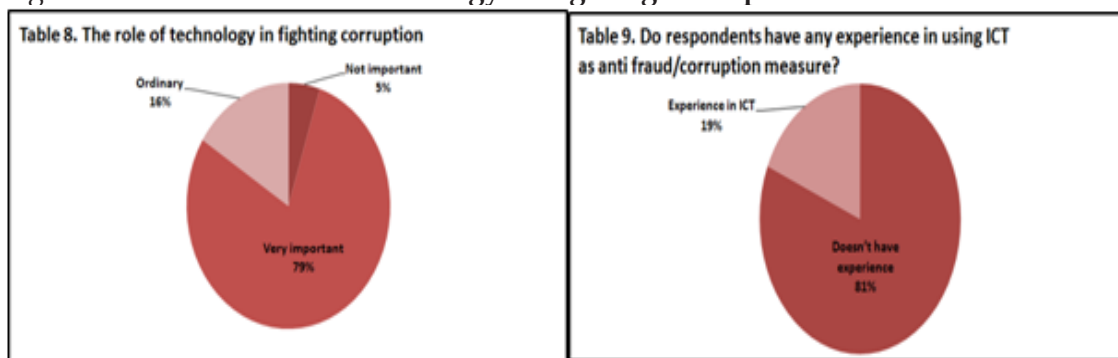 Table 8. The role of technology in fighting corruption
Not important
5%
Ordinary
16%
Very important
79%
Table 9. Do respondents have any experience in using ICT
as anti fraud/corruption measure?
Experience in ICT
19%
Doesn't have
experience
81%